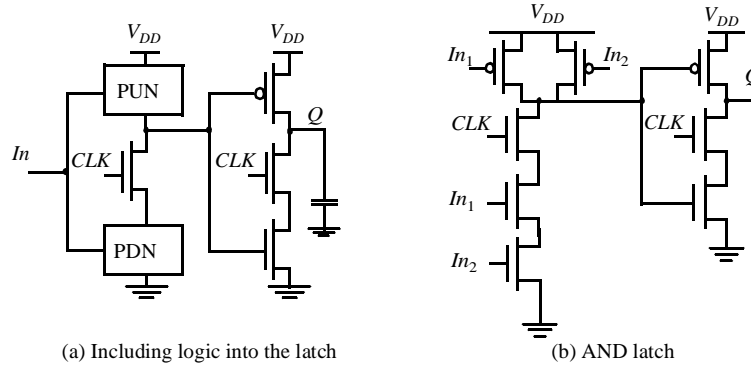 V_DD
V_DD
PUN
Q
In
CLK
CLK
PDN
(a) Including logic into the latch
V_DD
V_DD
In_1
In_2
Q
CLK
CLK
In_1
In_2
(b) AND latch